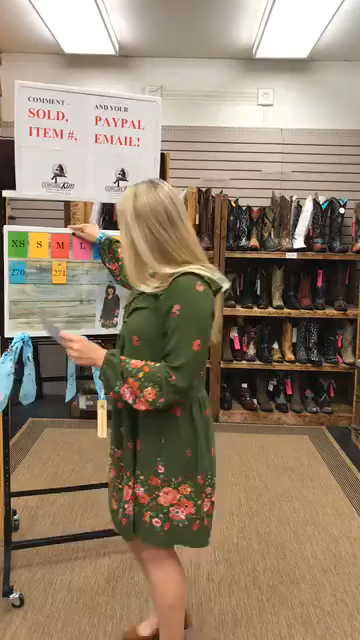 COMMENT –
SOLD,
ITEM #,
AND YOUR
PAYPAL
EMAIL!
XS S M L
270 271